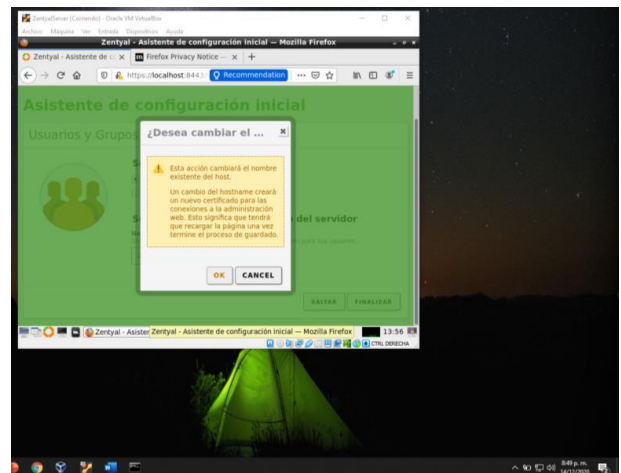 ZentyalServer [Corriendo] - Oracle VM VirtualBox
Archivo Máquina Ver Entrada Dispositivos Ayuda
Zentyal - Asistente de configuración inicial — Mozilla Firefox
Zentyal - Asistente de c
Firefox Privacy Notice —
https://localhost:8443/
Recommendation
Asistente de configuración inicial
Usuarios y Grupos
¿Desea cambiar el ...
Esta acción cambiará el nombre
existente del host.
Un cambio del hostname creará
un nuevo certificado para las
conexiones a la administración
web. Esto significa que tendrá
que recargar la página una vez
termine el proceso de guardado.
del servidor
OK
CANCEL
SALTAR
FINALIZAR
Zentyal - Asister
Zentyal - Asistente de configuración inicial — Mozilla Firefox
13:56
CTRL DERECHA
8:49 p. m.
14/12/2020